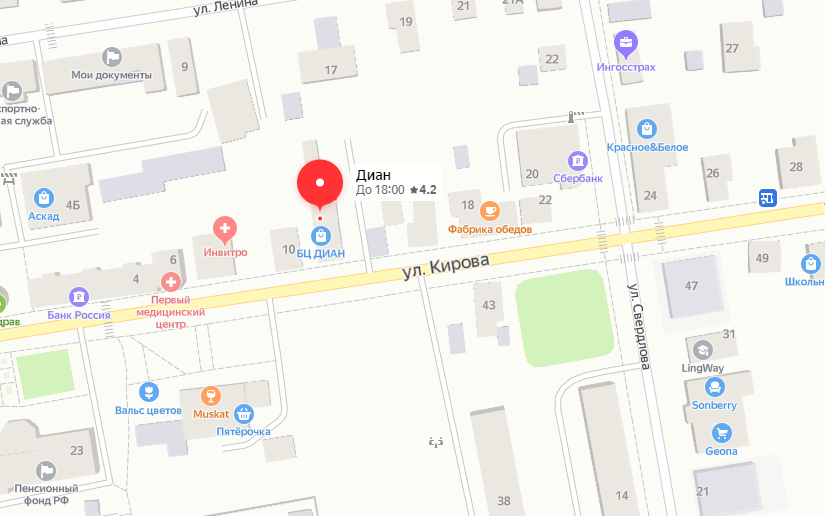 ул. Ленина
19
21
21А
Ингосстрах
27
22
Мои документы
9
17
ная служба
Красное&Белое
Диан
До 18:00 ★4.2
20
Сбербанк
26
28
24
4Б
Аскад
18
22
Фабрика обедов
Инвитро
10
БЦ ДИАН
6
4
ул. Кирова
49
Школьн
47
Первый
медицинский
центр
Банк Россия
43
ул. Свердлова
31
LingWay
Вальс цветов
Muskat
Пятёрочка
Sonberry
Geona
23
Пенсионный
фонд РФ
38
14
21